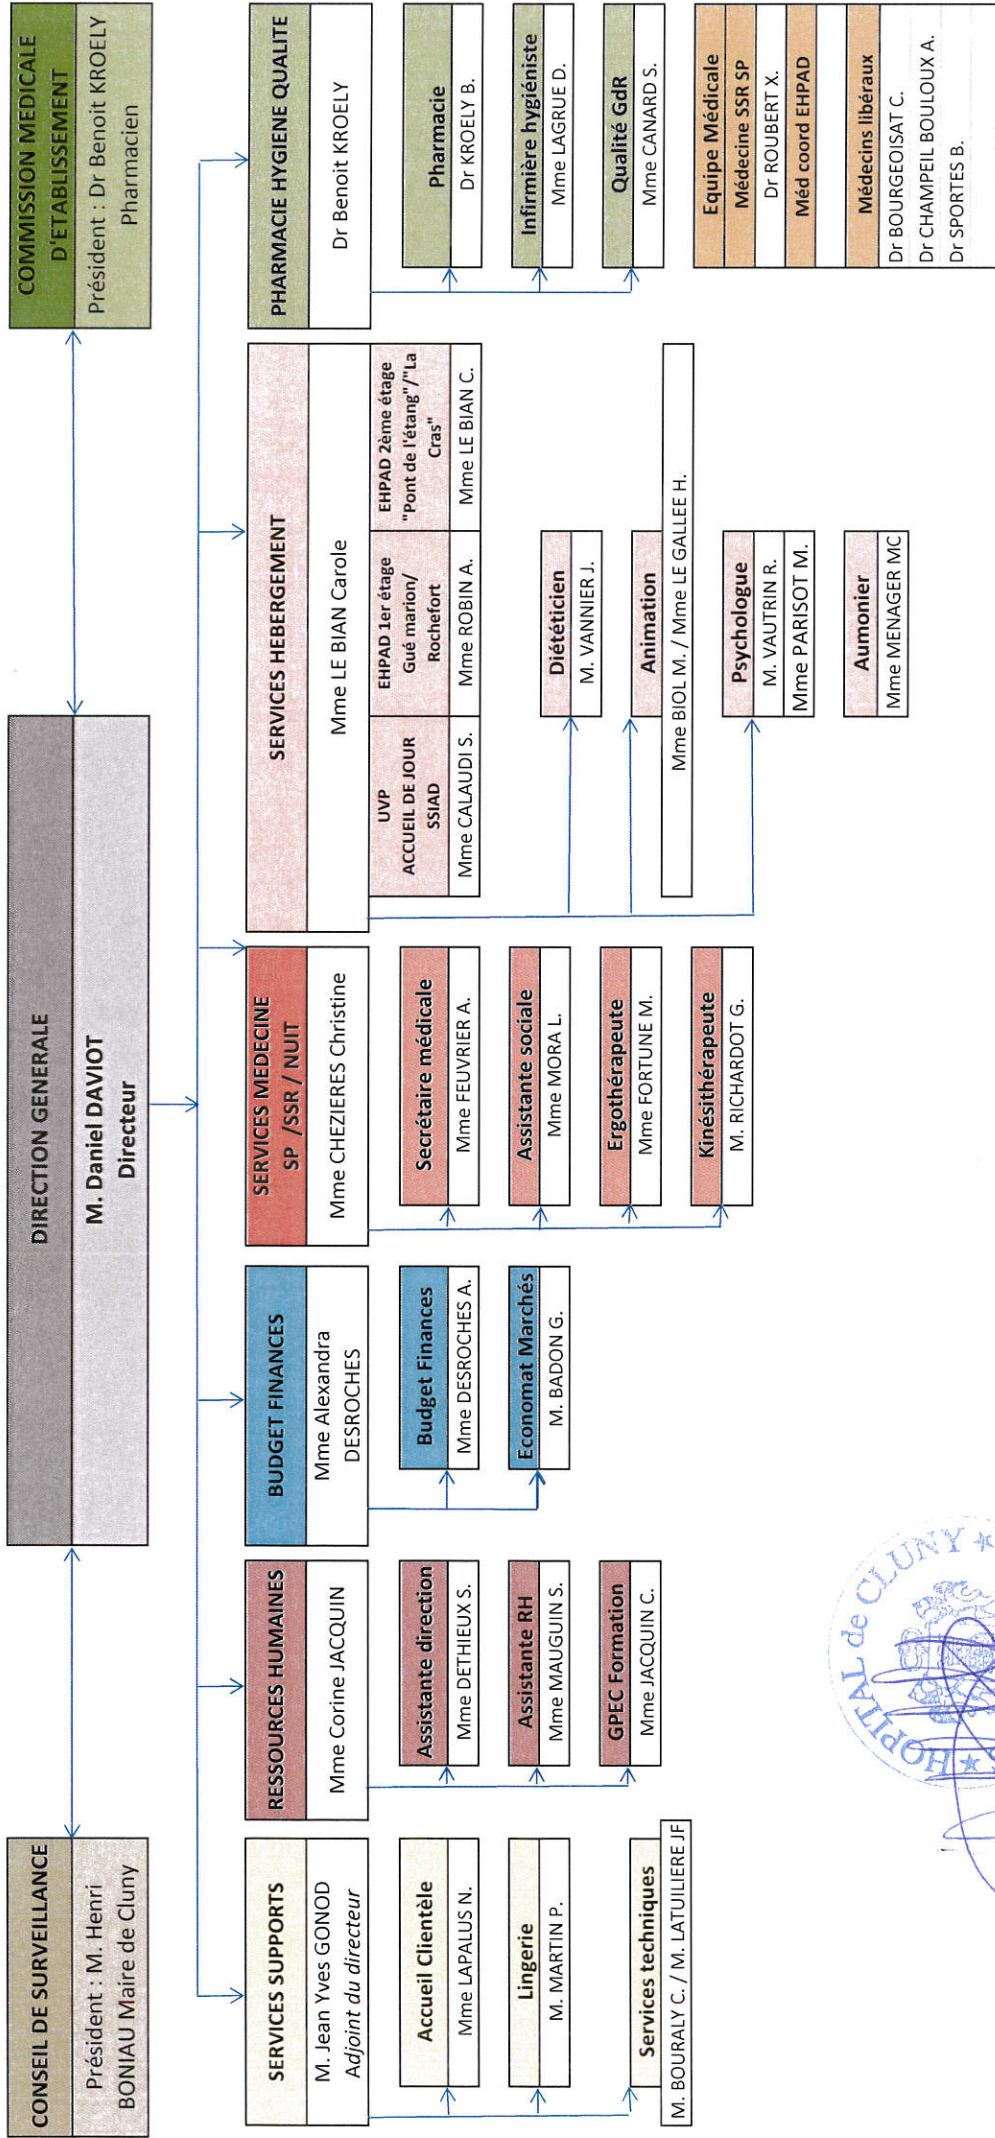 CONSEIL DE SURVEILLANCE
Président : M. Henri
BONIAU Maire de Cluny
DIRECTION GENERALE
M. Daniel DAVIOT
Directeur
COMMISSION MEDICALE
D'ETABLISSEMENT
Président : Dr Benoit KROELY
Pharmacien
SERVICES SUPPORTS
M. Jean Yves GONOD
Adjoint du directeur
Accueil Clientèle
Mme LAPALUS N.
Lingerie
M. MARTIN P.
Services techniques
M. BOURALY C. / M. LATUILIERE JF
RESSOURCES HUMAINES
Mme Corine JACQUIN
Assistante direction
Mme DETHIEUX S.
Assistante RH
Mme MAUGUIN S.
GPEC Formation
Mme JACQUIN C.
BUDGET FINANCES
Mme Alexandra
DESROCHES
Budget Finances
Mme DESROCHES A.
Economat Marchés
M. BADON G.
SERVICES MEDECINE
SP /SSR / NUIT
Mme CHEZIERES Christine
Secrétaire médicale
Mme FEUVRIER A.
Assistante sociale
Mme MORA L.
Ergothérapeute
Mme FORTUNE M.
Kinésithérapeute
M. RICHARDOT G.
SERVICES HEBERGEMENT
Mme LE BIAN Carole
UVP
ACCUEIL DE JOUR
SSIAD
Mme CALAUDI S.
EHPAD 1er étage
Gué marion/
Rochefort
Mme ROBIN A.
EHPAD 2ème étage
"Pont de l'étang"/"La
Cras"
Mme LE BIAN C.
Diététicien
M. VANNIER J.
Animation
Mme BIOL M. / Mme LE GALLEE H.
Psychologue
M. VAUTRIN R.
Mme PARISOT M.
Aumonier
Mme MENAGER MC
PHARMACIE HYGIENE QUALITE
Dr Benoit KROELY
Pharmacie
Dr KROELY B.
Infirmière hygiéniste
Mme LAGRUE D.
Qualité GdR
Mme CANARD S.
Equipe Médicale
Médecine SSR SP
Dr ROUBERT X.
Méd coord EHPAD
Médecins libéraux
Dr BOURGEOISAT C.
Dr CHAMPEIL BOULOUX A.
Dr SPORTES B.
HOPITAL de CLUNY